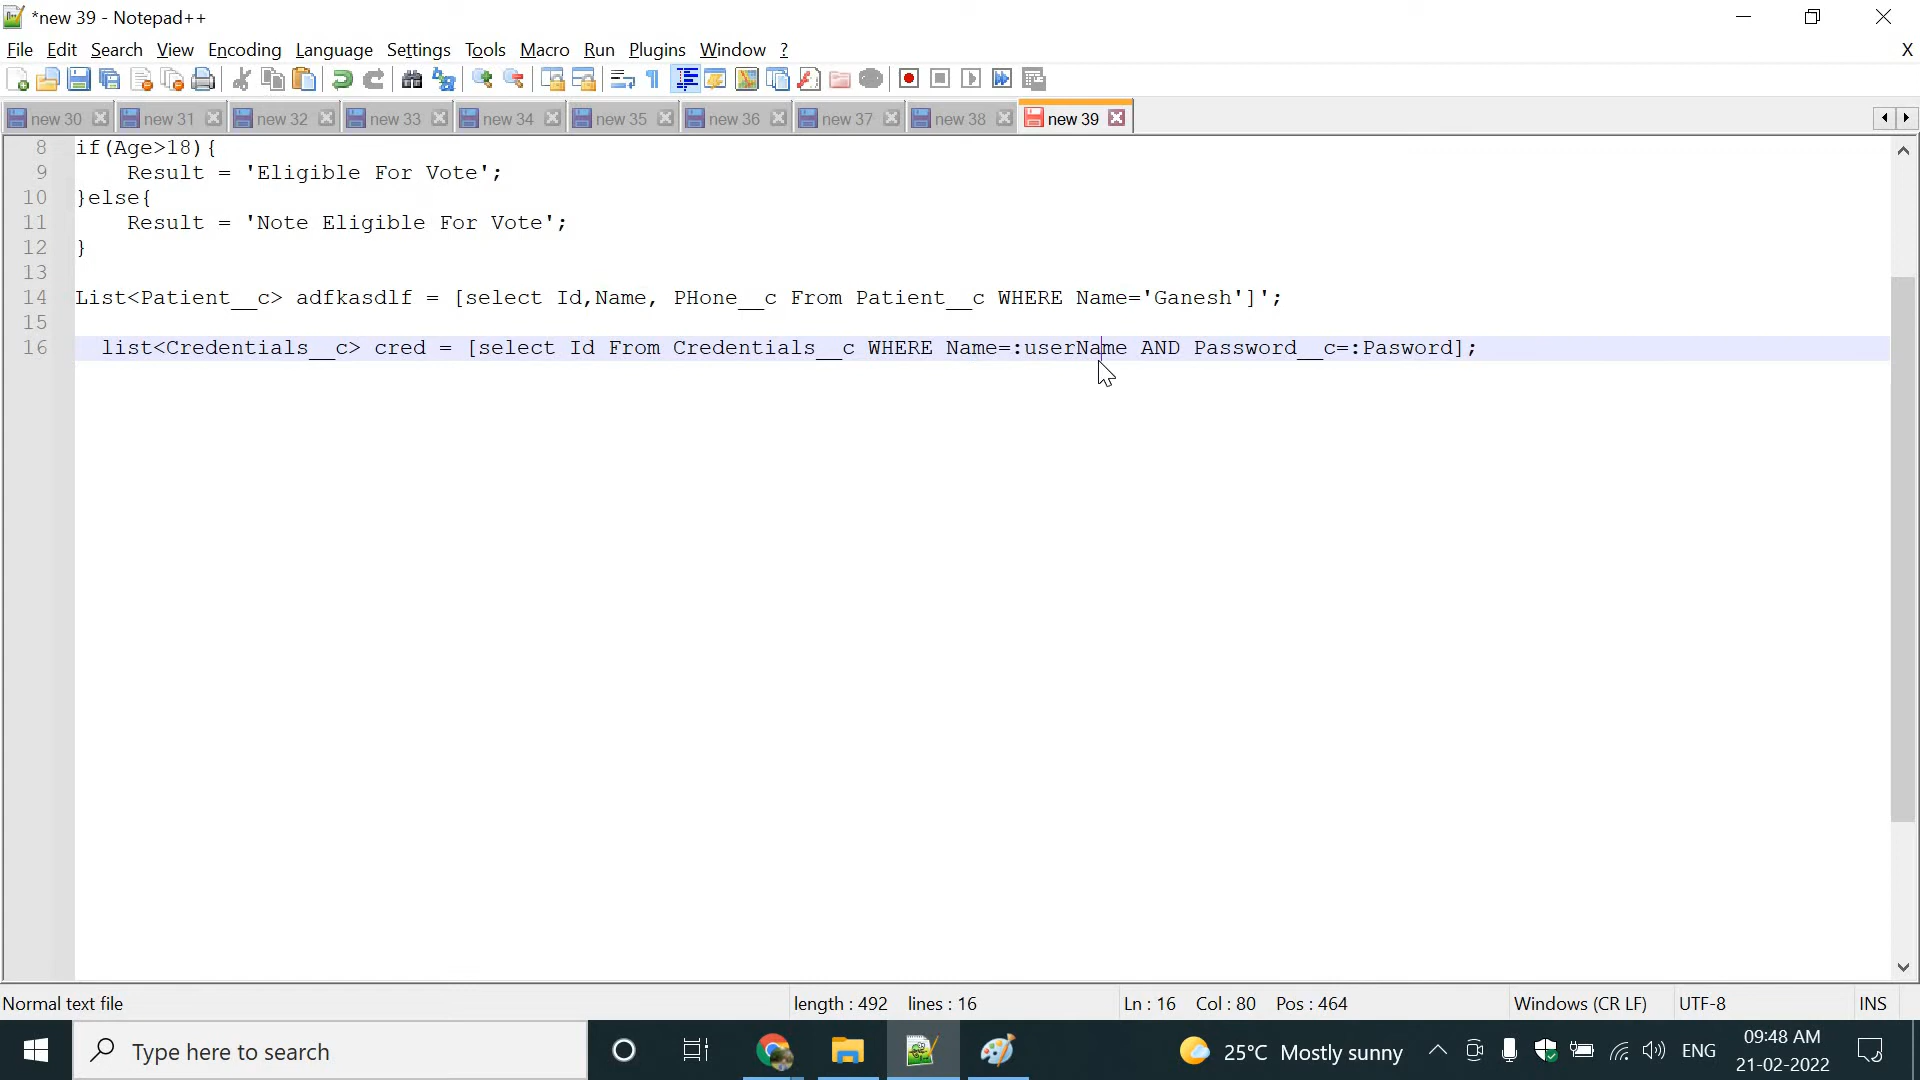 *new 39 - Notepad++
File Edit Search View Encoding Language Settings Tools Macro Run Plugins Window ? X
new 30 new 31 new 32 new 33 new 34 new 35 new 36 new 37 new 38 new 39
8 if(Age>18){
9 Result = 'Eligible For Vote';
10 }else{
11 Result = 'Note Eligible For Vote';
12 }
13
14 List<Patient__c> adfkasdlf = [select Id,Name, PHone__c From Patient__c WHERE Name='Ganesh']';
15
16 list<Credentials__c> cred = [select Id From Credentials__c WHERE Name=:userName AND Password__c=:Pasword];
Normal text file length : 492 lines : 16 Ln : 16 Col : 80 Pos : 464 Windows (CR LF) UTF-8 INS
Type here to search 25°C Mostly sunny ENG 09:48 AM
21-02-2022